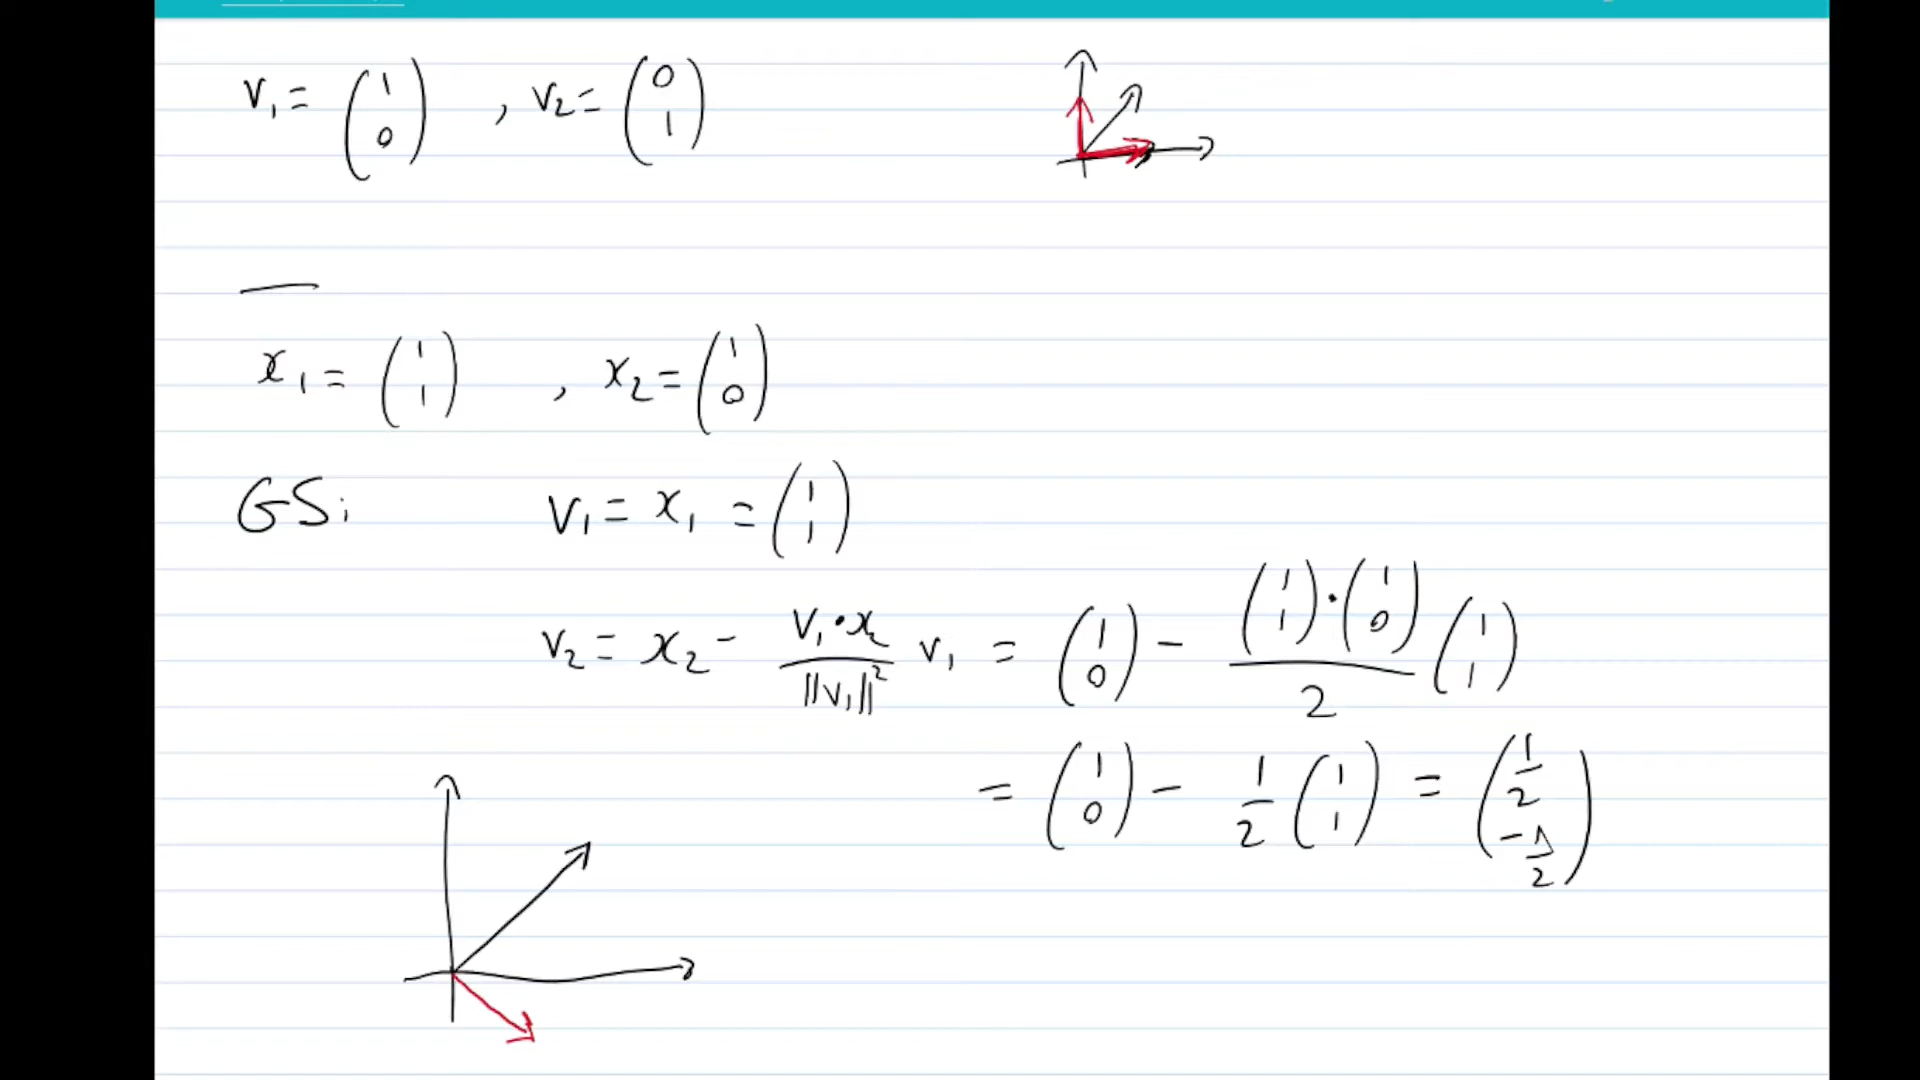 v₁ = (1 0) , v₂ = (0 1)
x₁ = (1 1) , x₂ = (1 0)
GS: v₁ = x₁ = (1 1)
v₂ = x₂ - (v₁·x₂)/||v₁||² v₁ = (1 0) - ((1 1)·(1 0))/2 (1 1)
= (1 0) - 1/2 (1 1) = (1/2 -1/2)